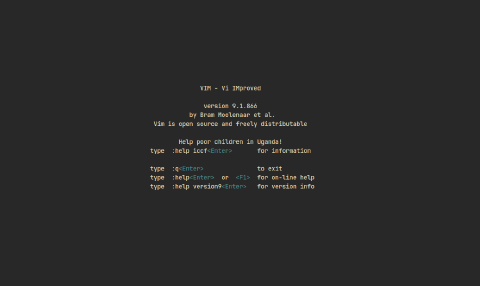 VIM - Vi IMproved
version 9.1.866
by Bram Moolenaar et al.
Vim is open source and freely distributable
Help poor children in Uganda!
type :help iccf<Enter> for information
type :q<Enter> to exit
type :help<Enter> or <F1> for on-line help
type :help version9<Enter> for version info